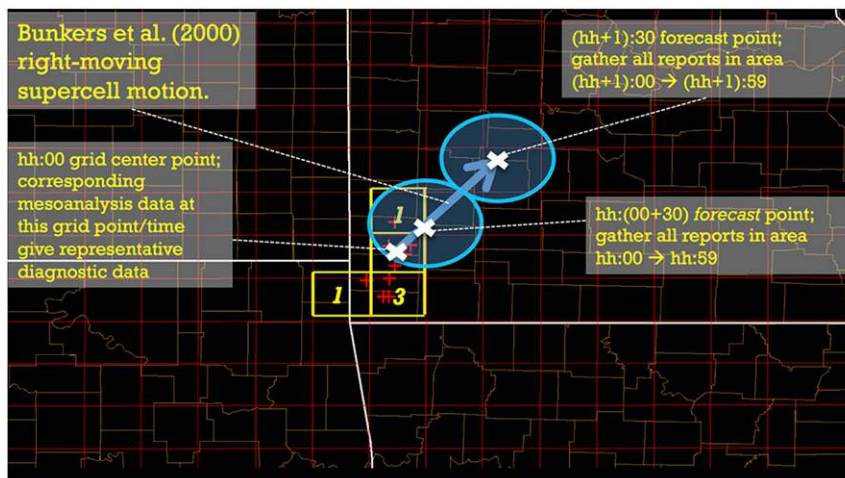 Bunkers et al. (2000)
right-moving
supercell motion.
(hh+1):30 forecast point;
gather all reports in area
(hh+1):00 → (hh+1):59
hh:00 grid center point;
corresponding
mesoanalysis data at
this grid point/time
give representative
diagnostic data
hh:(00+30) forecast point;
gather all reports in area
hh:00 → hh:59
1
1
3